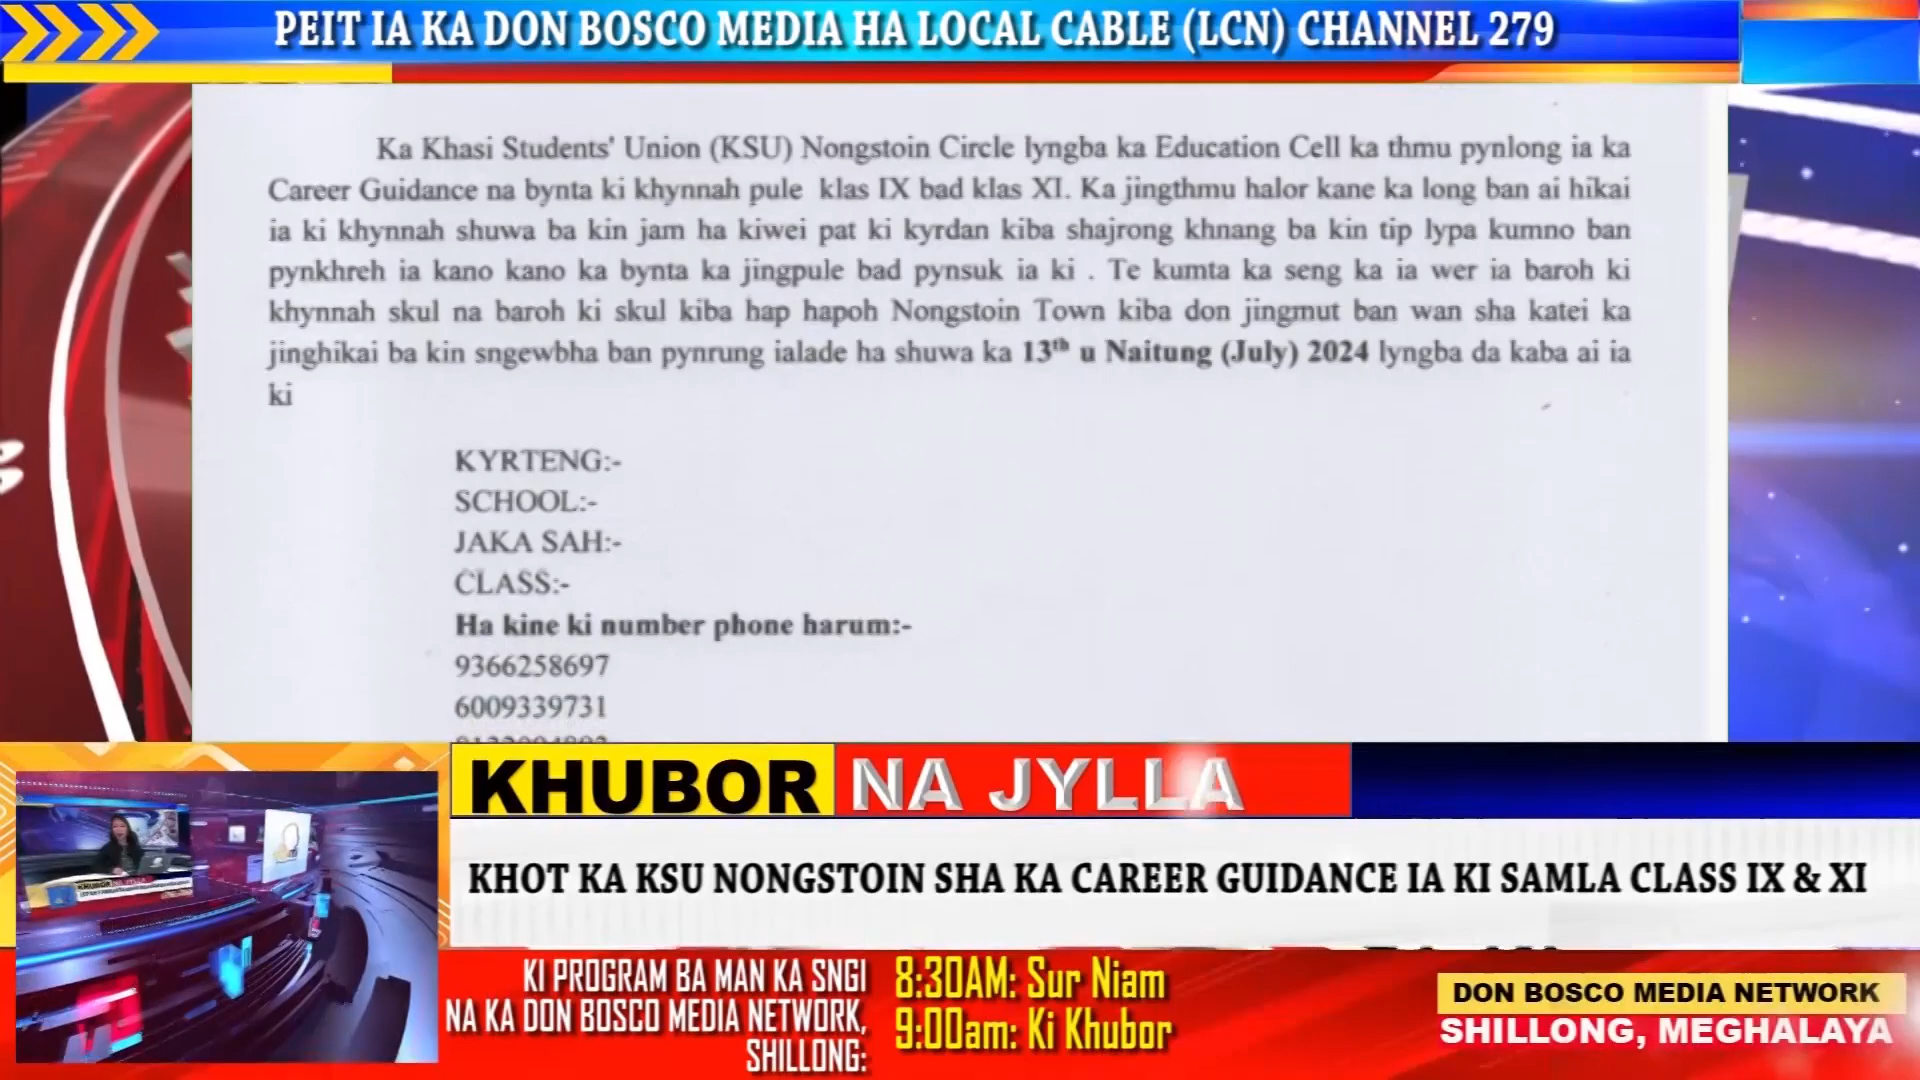 PEIT IA KA DON BOSCO MEDIA HA LOCAL CABLE (LCN) CHANNEL 279
Ka Khasi Students' Union (KSU) Nongstoin Circle lyngba ka Education Cell ka thmu pynlong ia ka
Career Guidance na bynta ki khynnah pule klas IX bad klas XI. Ka jingthmu halor kane ka long ban ai hikai
ia ki khynnah shuwa ba kin jam ha kiwei pat ki kyrdan kiba shajrong khnang ba kin tip lypa kumno ban
pynkhreh ia kano kano ka bynta ka jingpule bad pynsuk ia ki . Te kumta ka seng ka ia wer ia baroh ki
khynnah skul na baroh ki skul kiba hap hapoh Nongstoin Town kiba don jingmut ban wan sha katei ka
jinghikai ba kin sngewbha ban pynrung ialade ha shuwa ka 13th u Naitung (July) 2024 lyngba da kaba ai ia
ki
KYRTENG:-
SCHOOL:-
JAKA SAH:-
CLASS:-
Ha kine ki number phone harum:-
9366258697
6009339731
KHUBOR NA JYLLA
KHOT KA KSU NONGSTOIN SHA KA CAREER GUIDANCE IA KI SAMLA CLASS IX & XI
KI PROGRAM BA MAN KA SNGI
NA KA DON BOSCO MEDIA NETWORK,
SHILLONG:
8:30AM: Sur Niam
9:00am: Ki Khubor
DON BOSCO MEDIA NETWORK
SHILLONG, MEGHALAYA